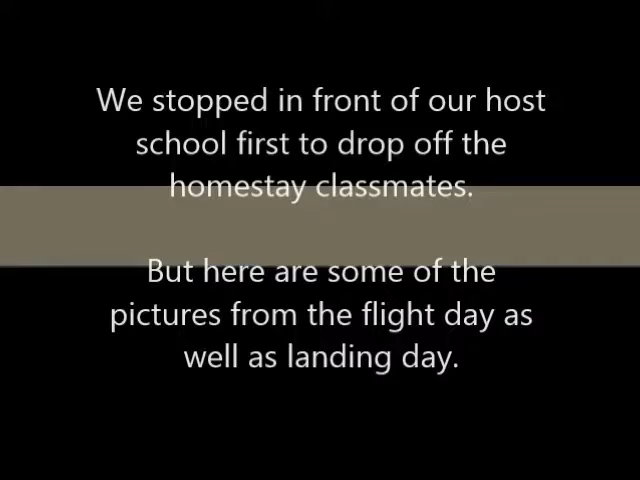 We stopped in front of our host
school first to drop off the
homestay classmates.
But here are some of the
pictures from the flight day as
well as landing day.